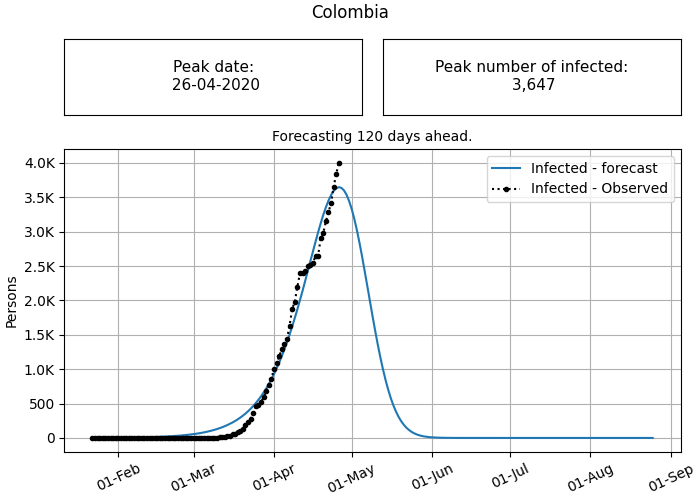 Colombia
Peak date:
26-04-2020
Peak number of infected:
3,647
Forecasting 120 days ahead.
Infected - forecast
Infected - Observed
Persons
4.0K
3.5K
3.0K
2.5K
2.0K
1.5K
1.0K
500
0
01-Feb
01-Mar
01-Apr
01-May
01-Jun
01-Jul
01-Aug
01-Sep